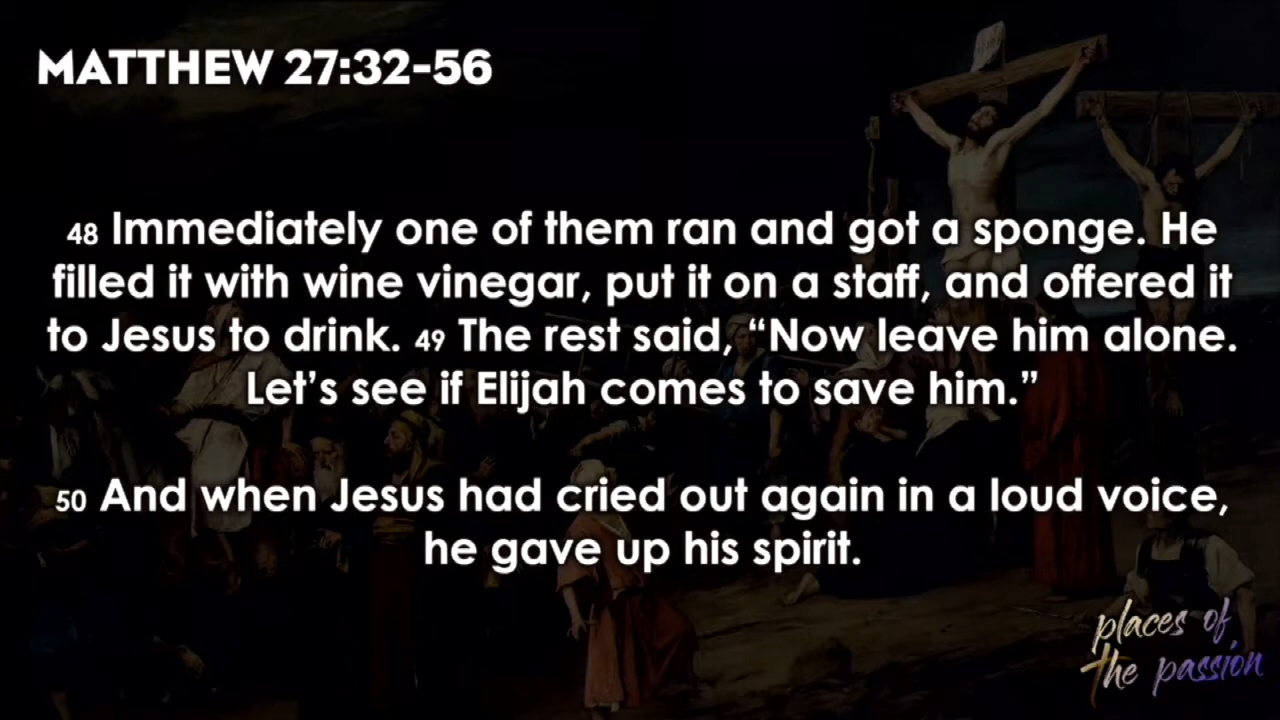 MATTHEW 27:32-56
48 Immediately one of them ran and got a sponge. He
filled it with wine vinegar, put it on a staff, and offered it
to Jesus to drink. 49 The rest said, “Now leave him alone.
Let’s see if Elijah comes to save him.”
50 And when Jesus had cried out again in a loud voice,
he gave up his spirit.
places of
the passion